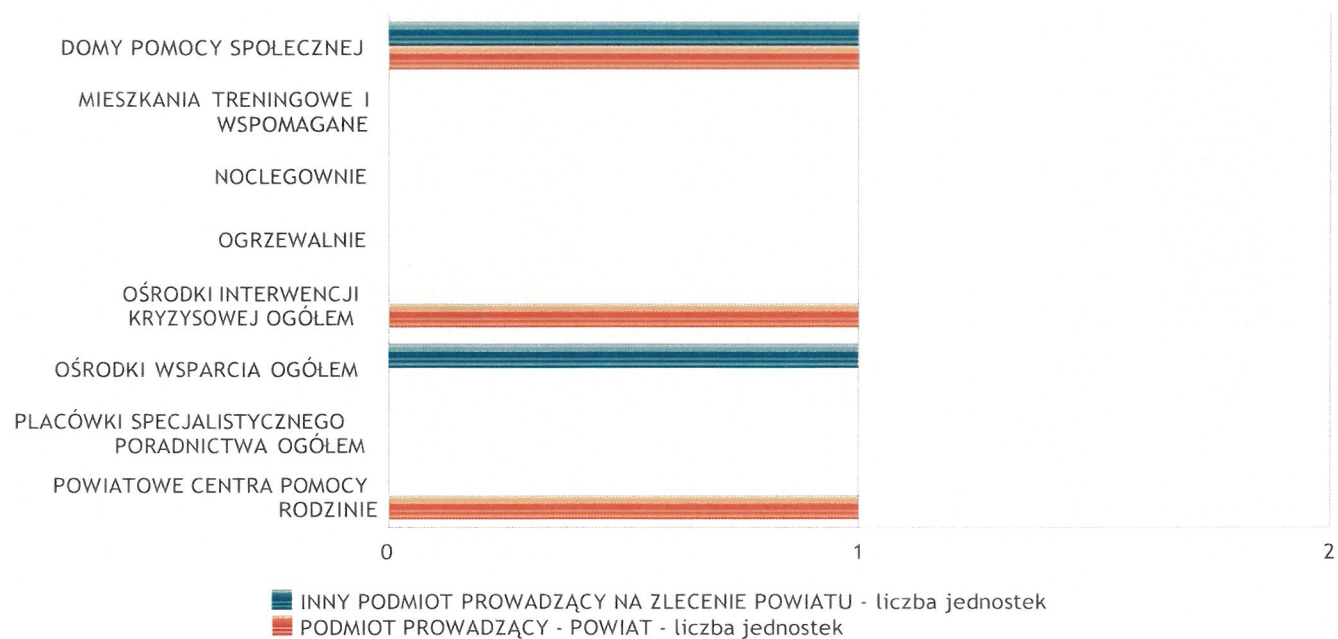 DOMY POMOCY SPOŁECZNEJ
MIESZKANIA TRENINGOWE I
WSPOMAGANE
NOCLEGOWNIE
OGRZEWALNIE
OŚRODKI INTERWENCJI
KRYZYSOWEJ OGÓŁEM
OŚRODKI WSPARCIA OGÓŁEM
PLACÓWKI SPECJALISTYCZNEGO
PORADNICTWA OGÓŁEM
POWIATOWE CENTRA POMOCY
RODZINIE
0 1 2
INNY PODMIOT PROWADZĄCY NA ZLECENIE POWIATU - liczba jednostek
PODMIOT PROWADZĄCY - POWIAT - liczba jednostek